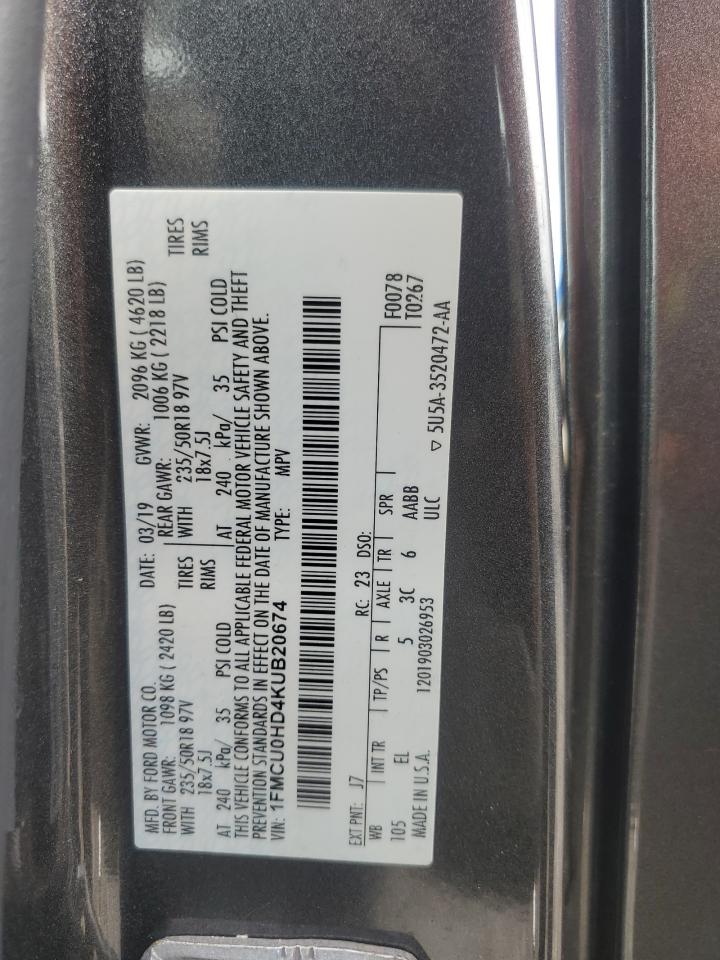 MFD. BY FORD MOTOR CO. DATE: 03/19 GVWR: 2096 KG ( 4620 LB)
FRONT GAWR: 1098 KG ( 2420 LB) REAR GAWR: 1006 KG ( 2218 LB)
WITH 235/50R18 97V TIRES WITH 235/50R18 97V TIRES
18x7.5J RIMS 18x7.5J RIMS
AT 240 kPa/ 35 PSI COLD AT 240 kPa/ 35 PSI COLD
THIS VEHICLE CONFORMS TO ALL APPLICABLE FEDERAL MOTOR VEHICLE SAFETY AND THEFT
PREVENTION STANDARDS IN EFFECT ON THE DATE OF MANUFACTURE SHOWN ABOVE.
VIN: 1FMCU0HD4KUB20674 TYPE: MPV
EXT PNT: J7 RC: 23 DSO: F0078
WB INT TR TP/PS R AXLE TR SPR T0267
105 EL 5 3C 6 AABB
MADE IN U.S.A. 1201903026953 ULC ▽ 5U5A-3520472-AA